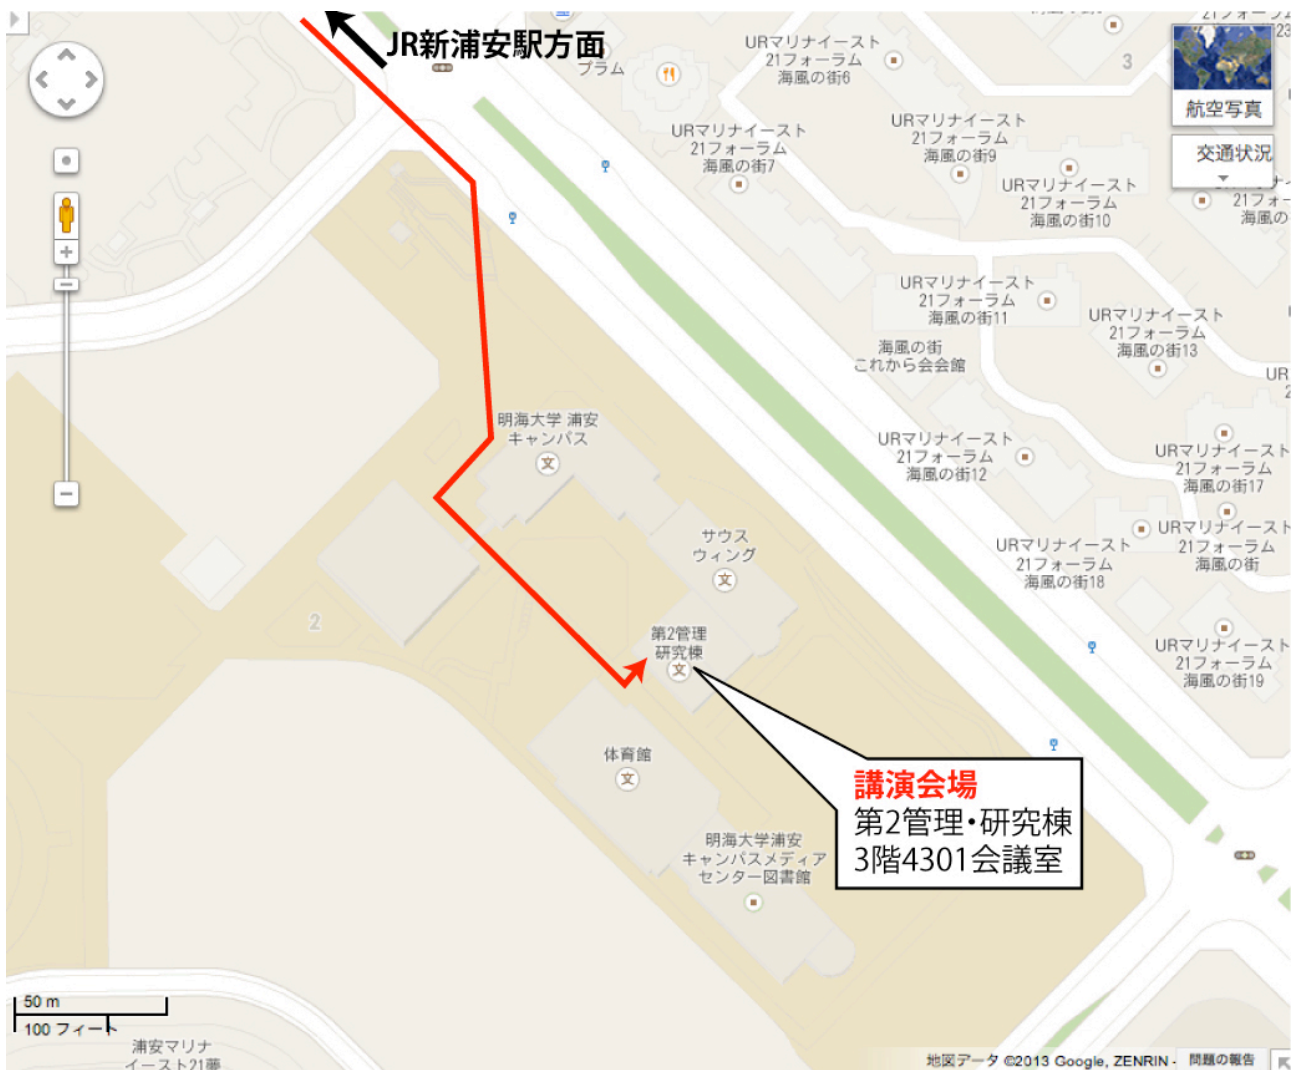 JR新浦安駅方面
プラム
URマリナイースト
21フォーラム
海風の街6
3
航空写真
交通状況
URマリナイースト
21フォーラム
海風の街7
URマリナイースト
21フォーラム
海風の街9
URマリナイースト
21フォーラム
海風の街10
URマリナイースト
21フォーラム
海風の街11
URマリナイースト
21フォーラム
海風の街13
海風の街
これから会会館
UR
明海大学 浦安
キャンパス
文
URマリナイースト
21フォーラム
海風の街12
URマリナイースト
21フォーラム
海風の街17
サウス
ウィング
文
URマリナイースト
21フォーラム
海風の街18
URマリナイースト
21フォーラム
海風の街
2
第2管理
研究棟
文
URマリナイースト
21フォーラム
海風の街19
体育館
文
講演会場
第2管理・研究棟
3階4301会議室
明海大学浦安
キャンパスメディア
センター図書館
50 m
100 フィート
浦安マリナ
イースト21夢
地図データ ©2013 Google, ZENRIN -
問題の報告